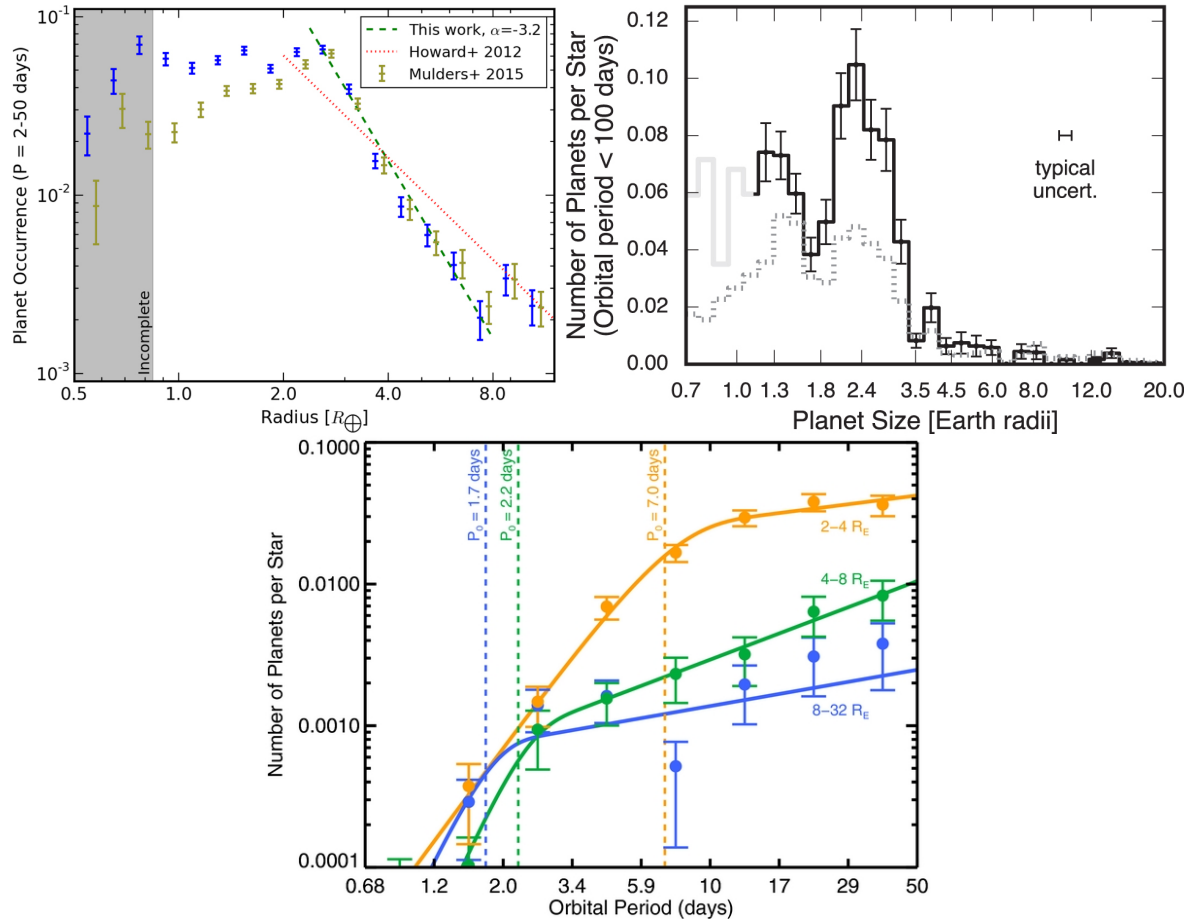 Planet Occurrence (P = 2-50 days)
10⁻¹
10⁻²
10⁻³
Incomplete
This work, α=-3.2
Howard+ 2012
Mulders+ 2015
0.5 1.0 2.0 4.0 8.0
Radius [R⊕]
Number of Planets per Star
(Orbital period < 100 days)
0.12
0.10
0.08
0.06
0.04
0.02
0.00
typical
uncert.
0.7 1.0 1.3 1.8 2.4 3.5 4.5 6.0 8.0 12.0 20.0
Planet Size [Earth radii]
Number of Planets per Star
0.1000
0.0100
0.0010
0.0001
P₀ = 1.7 days
P₀ = 2.2 days
P₀ = 7.0 days
2–4 R_E
4–8 R_E
8–32 R_E
0.68 1.2 2.0 3.4 5.9 10 17 29 50
Orbital Period (days)